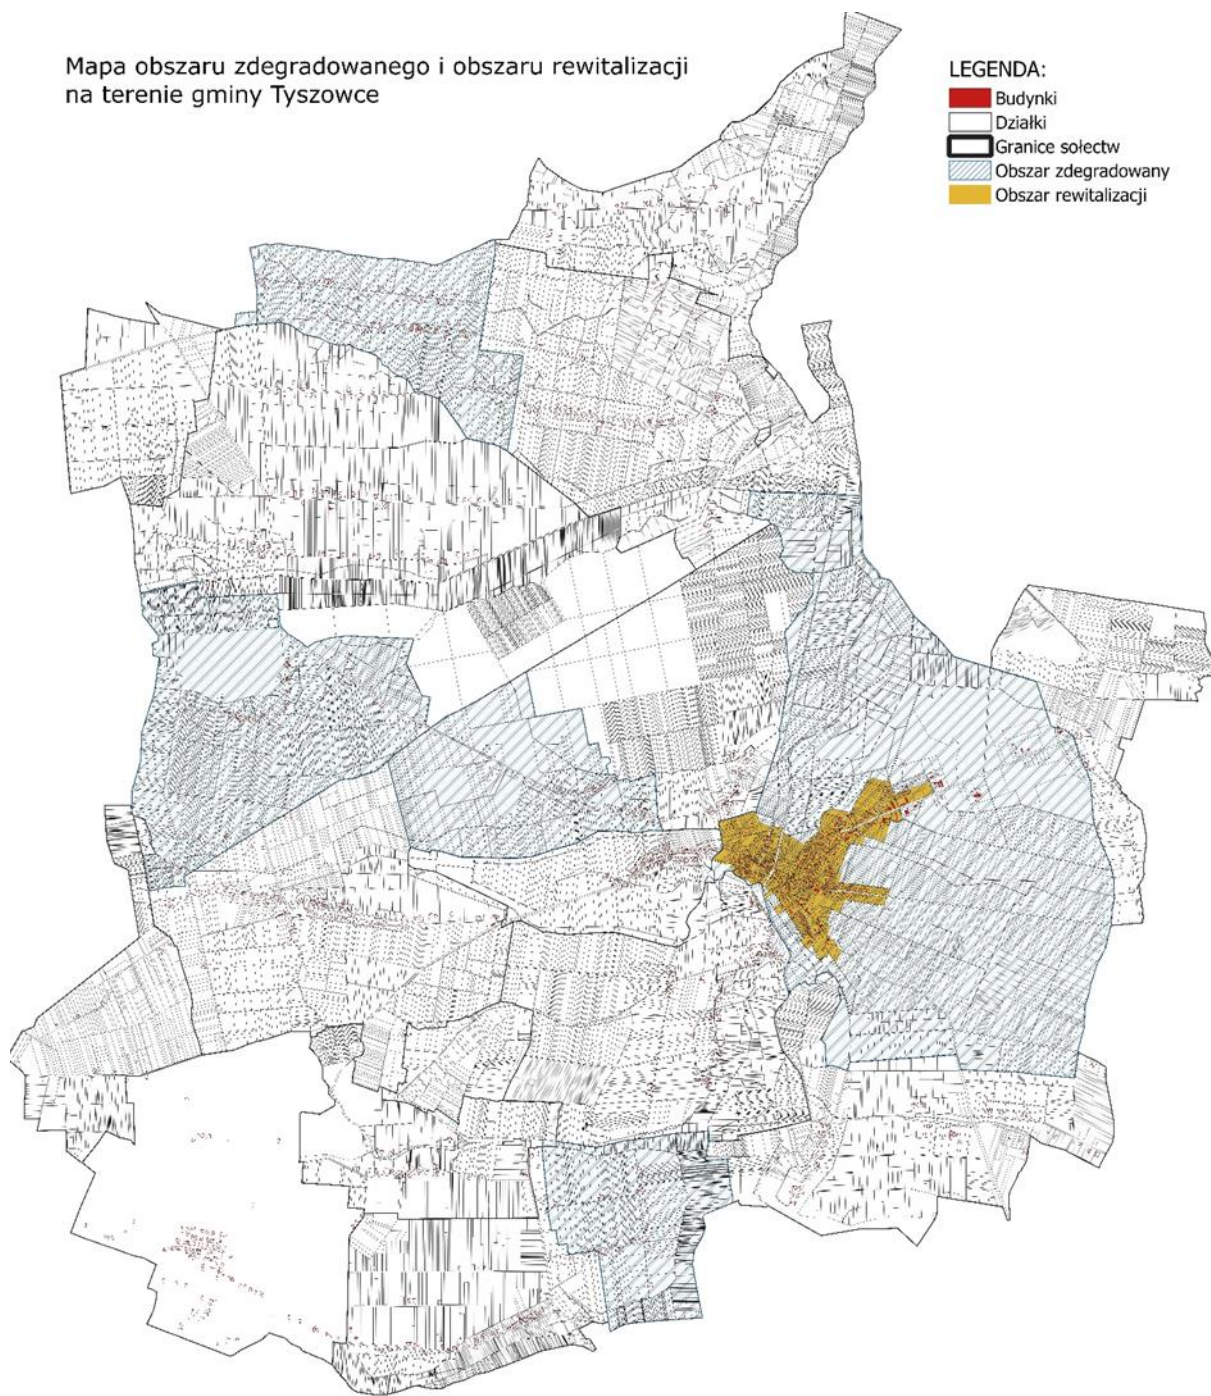 Mapa obszaru zdegradowanego i obszaru rewitalizacji
na terenie gminy Tyszowce
LEGENDA:
Budynki
Działki
Granice sołectw
Obszar zdegradowany
Obszar rewitalizacji